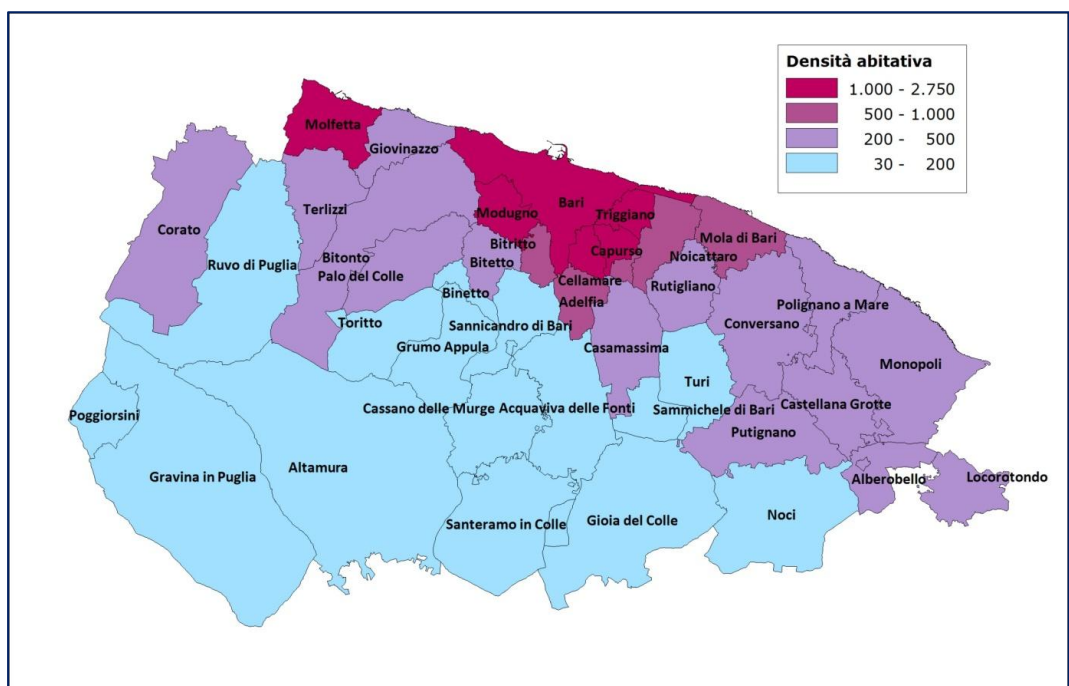 Densità abitativa
1.000 - 2.750
500 - 1.000
200 - 500
30 - 200
Molfetta
Giovinazzo
Bari
Terlizzi
Modugno
Triggiano
Corato
Mola di Bari
Bitritto
Capurso
Noicattaro
Bitonto
Bitetto
Ruvo di Puglia
Palo del Colle
Cellamare
Rutigliano
Binetto
Adelfia
Polignano a Mare
Toritto
Sannicandro di Bari
Conversano
Grumo Appula
Casamassima
Monopoli
Turi
Castellana Grotte
Poggiorsini
Cassano delle Murge
Acquaviva delle Fonti
Sammichele di Bari
Putignano
Altamura
Gravina in Puglia
Alberobello
Locorotondo
Noci
Santeramo in Colle
Gioia del Colle